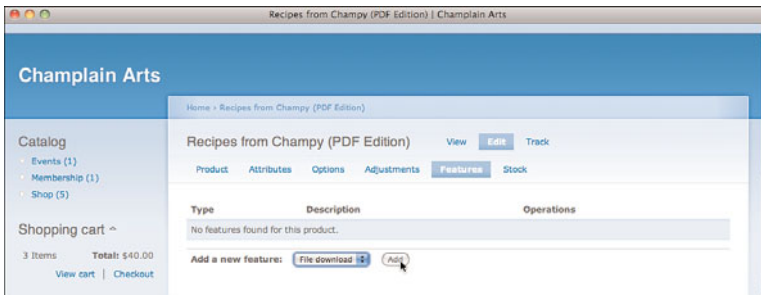 Recipes from Champy (PDF Edition) | Champlain Arts
Champlain Arts
Home › Recipes from Champy (PDF Edition)
Catalog
Events (1)
Membership (1)
Shop (5)
Shopping cart
3 Items Total: $40.00
View cart | Checkout
Recipes from Champy (PDF Edition) View Edit Track
Product Attributes Options Adjustments Features Stock
Type Description Operations
No features found for this product.
Add a new feature: File download Add